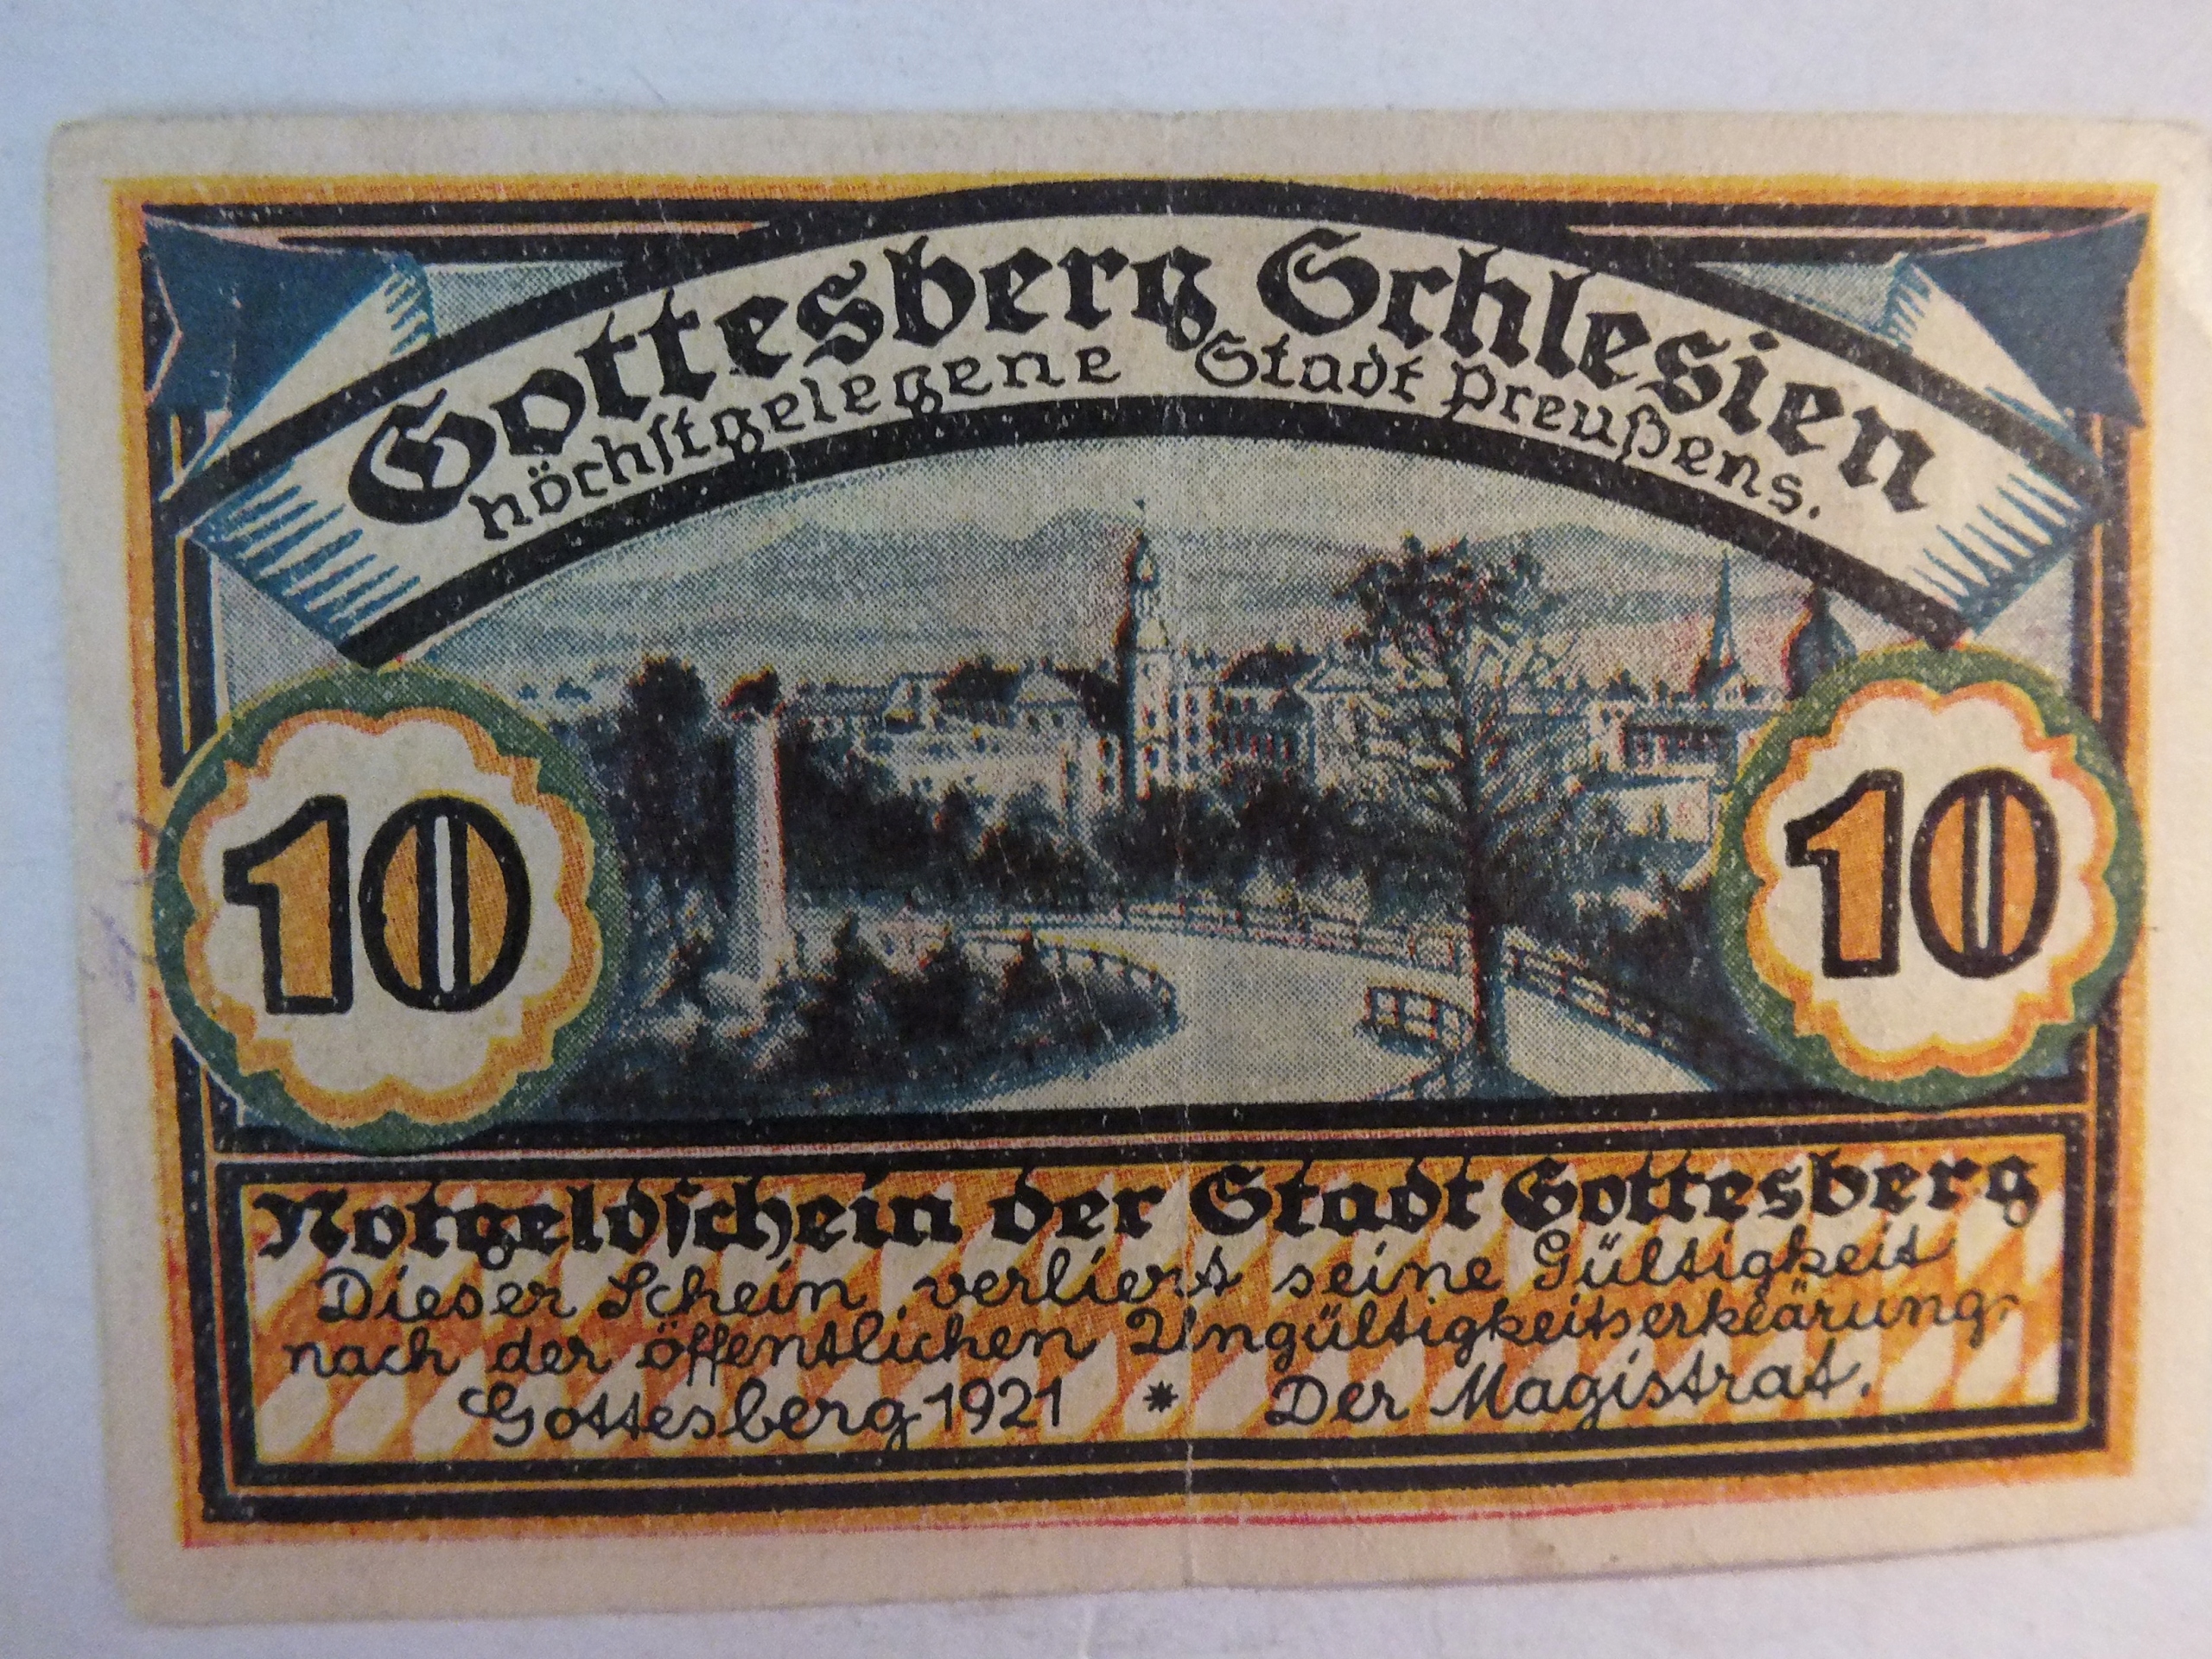 Gottesberg Schlesien
höchstgelegene Stadt Preußens.
10
10
Notgeldschein der Stadt Gottesberg
Dieser Schein verliert seine Gültigkeit
nach der öffentlichen Ungültigkeitserklärung.
Gottesberg 1921 * Der Magistrat.